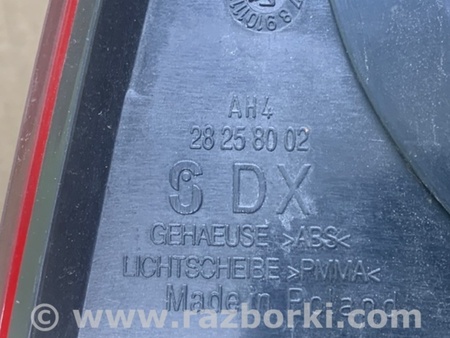 AH4
28 25 80 02
DX
GEHAEUSE >ABS<
LICHTSCHEIBE >PMMA<
Made in Poland
© www.razborki.com